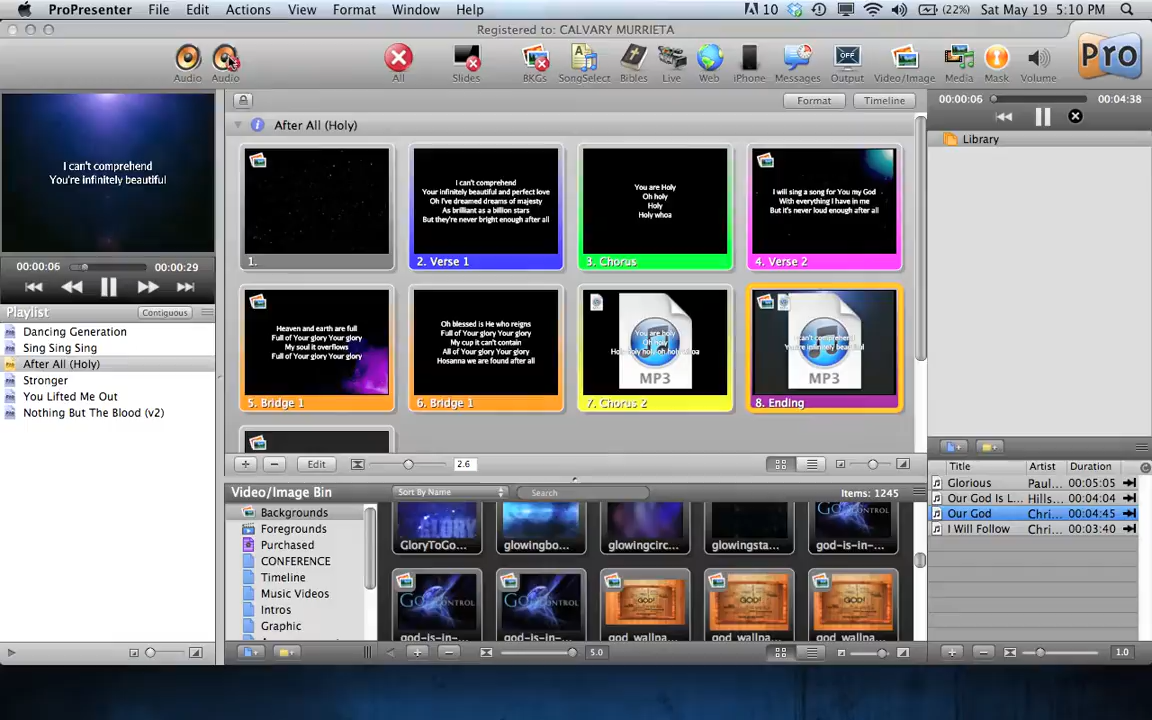 ProPresenter File Edit Actions View Format Window Help 10 (22%) Sat May 19 5:10 PM
Registered to: CALVARY MURRIETA
Audio Audio All Slides BKGs SongSelect Bibles Live Web iPhone Messages OFF Output Video/Image Media Mask Volume Pro
Format Timeline
00:00:06 00:04:38
After All (Holy)
Library
I can't comprehend
You're infinitely beautiful
00:00:06 00:00:29
1.
I can't comprehend
Your infinitely beautiful and perfect love
Oh I've dreamed dreams of majesty
As brilliant as a billion stars
But they're never bright enough after all
2. Verse 1
You are Holy
Oh holy
Holy
Holy whoa
3. Chorus
I will sing a song for You my God
With everything I have in me
But it's never loud enough after all
4. Verse 2
Playlist Contiguous
Dancing Generation
Sing Sing Sing
After All (Holy)
Stronger
You Lifted Me Out
Nothing But The Blood (v2)
Heaven and earth are full
Full of Your glory Your glory
My soul it overflows
Full of Your glory Your glory
5. Bridge 1
Oh blessed is He who reigns
Full of Your glory Your glory
My cup it can't contain
All of Your glory Your glory
Hosanna we are found after all
6. Bridge 1
You are holy
Oh holy
MP3
7. Chorus 2
I can't comprehend
You're infinitely beautiful
MP3
8. Ending
Edit 2.6
Video/Image Bin Sort By Name Search Items: 1245
Backgrounds
Foregrounds
Purchased
CONFERENCE
Timeline
Music Videos
Intros
Graphic
GLORY
GloryToGo... glowingbo... glowingcirc... glowingsta... god-is-in-...
god-is-in-... god-is-in-... god_wallpa... god_wallpa... god_wallpa...
5.0
Title Artist Duration
Glorious Paul... 00:05:05
Our God Is L... Hills... 00:04:04
Our God Chri... 00:04:45
I Will Follow Chri... 00:03:40
1.0